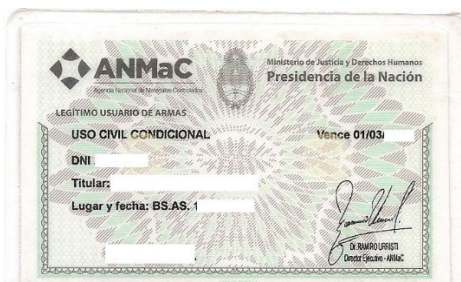 ANMaC
Agencia Nacional de Materiales Controlados
Ministerio de Justicia y Derechos Humanos
Presidencia de la Nación
LEGÍTIMO USUARIO DE ARMAS
USO CIVIL CONDICIONAL
Vence 01/03/
DNI
Titular:
Lugar y fecha: BS.AS. 1
Dr. RAMIRO URRISTI
Director Ejecutivo - ANMaC